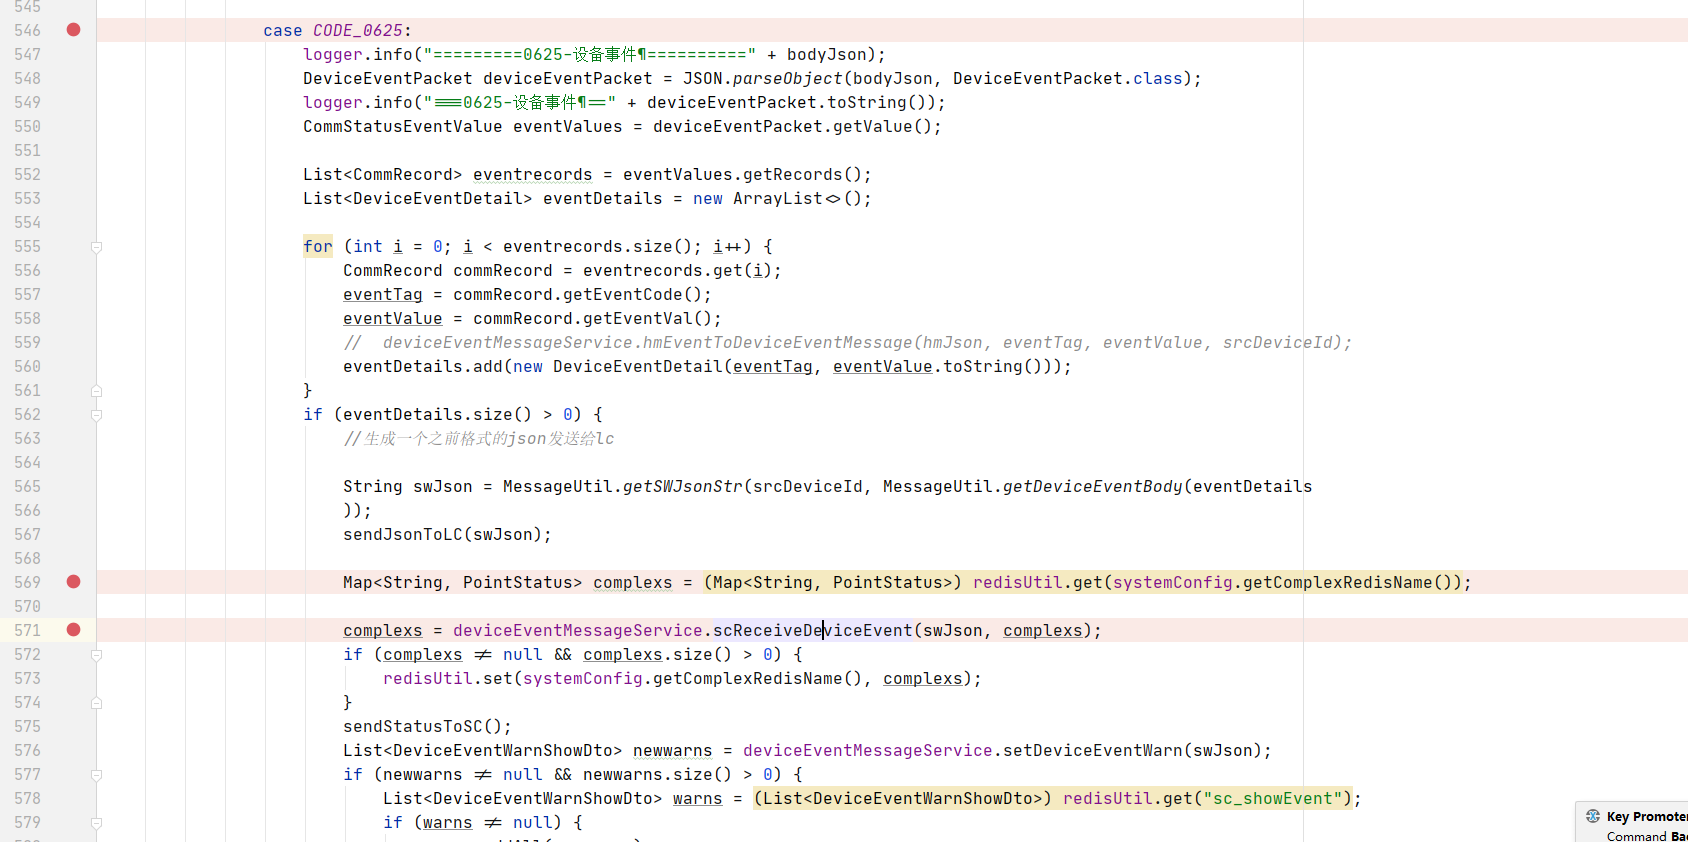 545
546 case CODE_0625:
547 logger.info("=========0625-设备事件¶==========" + bodyJson);
548 DeviceEventPacket deviceEventPacket = JSON.parseObject(bodyJson, DeviceEventPacket.class);
549 logger.info("===0625-设备事件¶==" + deviceEventPacket.toString());
550 CommStatusEventValue eventValues = deviceEventPacket.getValue();
551
552 List<CommRecord> eventrecords = eventValues.getRecords();
553 List<DeviceEventDetail> eventDetails = new ArrayList<>();
554
555 for (int i = 0; i < eventrecords.size(); i++) {
556 CommRecord commRecord = eventrecords.get(i);
557 eventTag = commRecord.getEventCode();
558 eventValue = commRecord.getEventVal();
559 // deviceEventMessageService.hmEventToDeviceEventMessage(hmJson, eventTag, eventValue, srcDeviceId);
560 eventDetails.add(new DeviceEventDetail(eventTag, eventValue.toString()));
561 }
562 if (eventDetails.size() > 0) {
563 //生成一个之前格式的json发送给lc
564
565 String swJson = MessageUtil.getSWJsonStr(srcDeviceId, MessageUtil.getDeviceEventBody(eventDetails
566 ));
567 sendJsonToLC(swJson);
568
569 Map<String, PointStatus> complexs = (Map<String, PointStatus>) redisUtil.get(systemConfig.getComplexRedisName());
570
571 complexs = deviceEventMessageService.scReceiveDeviceEvent(swJson, complexs);
572 if (complexs != null && complexs.size() > 0) {
573 redisUtil.set(systemConfig.getComplexRedisName(), complexs);
574 }
575 sendStatusToSC();
576 List<DeviceEventWarnShowDto> newwarns = deviceEventMessageService.setDeviceEventWarn(swJson);
577 if (newwarns != null && newwarns.size() > 0) {
578 List<DeviceEventWarnShowDto> warns = (List<DeviceEventWarnShowDto>) redisUtil.get("sc_showEvent");
579 if (warns != null) {
Key Promoter
Command Bac